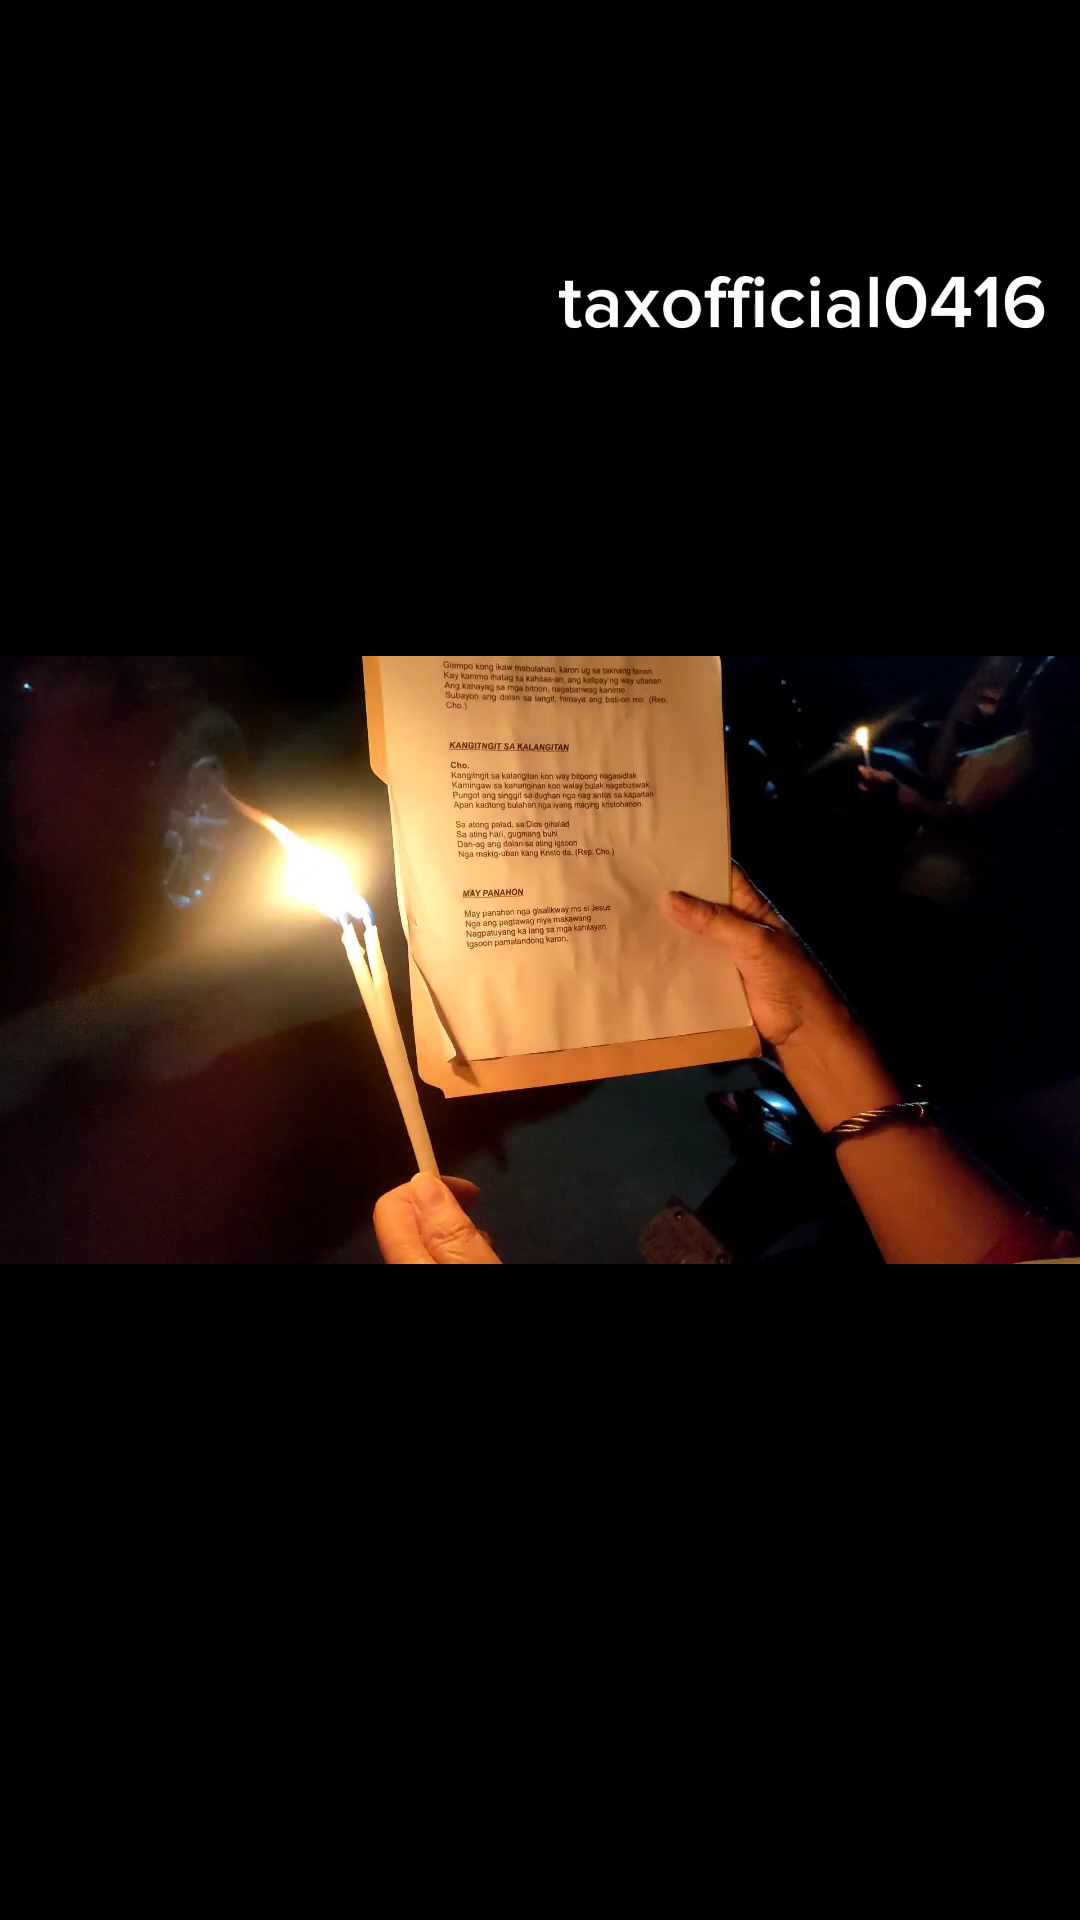 taxofficial0416
Giampo kong ikaw mabulahan, karon ug sa taknang tanan
Kay kanimo ihatag sa kahitas-an, ang kalipay'ng way utlanan
Ang kahayag sa mga bitoon, nagabanwag kanimo
Subayon ang dalan sa langit, himaya ang bali-on mo. (Rep.
Cho.)
KANGITNGIT SA KALANGITAN
Cho.
Kangitngit sa kalangitan kon way bitoong nagasidlak
Kamingaw sa kahanginan kon walay bulak nagabuswak
Pungot ang singgit sa dughan nga nag antos sa kapaitan
Apan kadtong bulahan nga iyang maging kristohanon.
Sa atong palad, sa Dios gihalad
Sa ating hari, gugmang buhi
Dan-ag ang dalan sa ating igsoon
Nga makig-uban kang Kristo da. (Rep. Cho.)
MAY PANAHON
May panahon nga gisalikway mo si Jesus
Nga ang pagtawag niya makawang
Nagpatuyang ka lang sa mga kahilayan
Igsoon pamalandong karon.